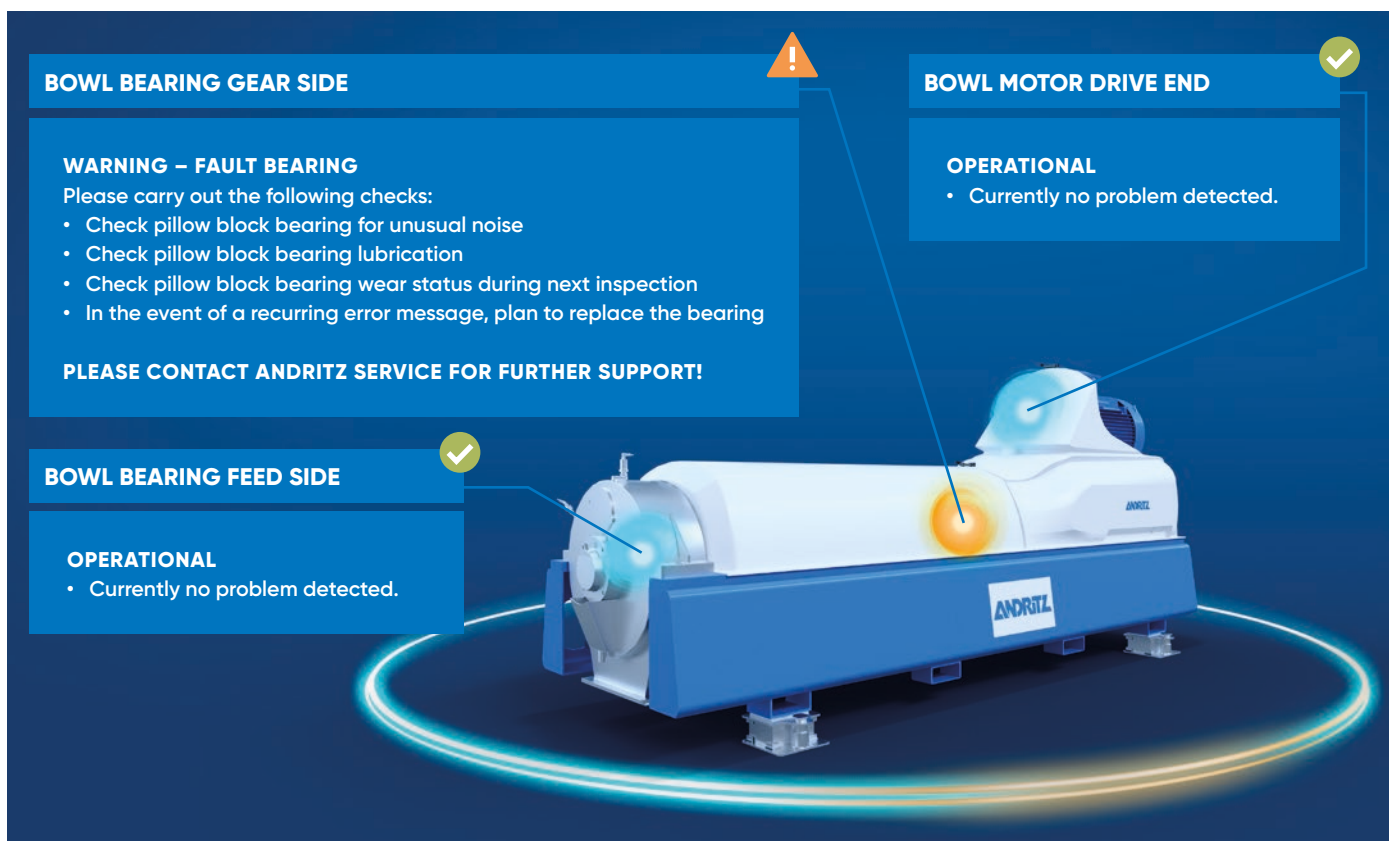 BOWL BEARING GEAR SIDE
WARNING – FAULT BEARING
Please carry out the following checks:
• Check pillow block bearing for unusual noise
• Check pillow block bearing lubrication
• Check pillow block bearing wear status during next inspection
• In the event of a recurring error message, plan to replace the bearing
PLEASE CONTACT ANDRITZ SERVICE FOR FURTHER SUPPORT!
BOWL MOTOR DRIVE END
OPERATIONAL
• Currently no problem detected.
BOWL BEARING FEED SIDE
OPERATIONAL
• Currently no problem detected.
ANDRITZ
ANDRITZ